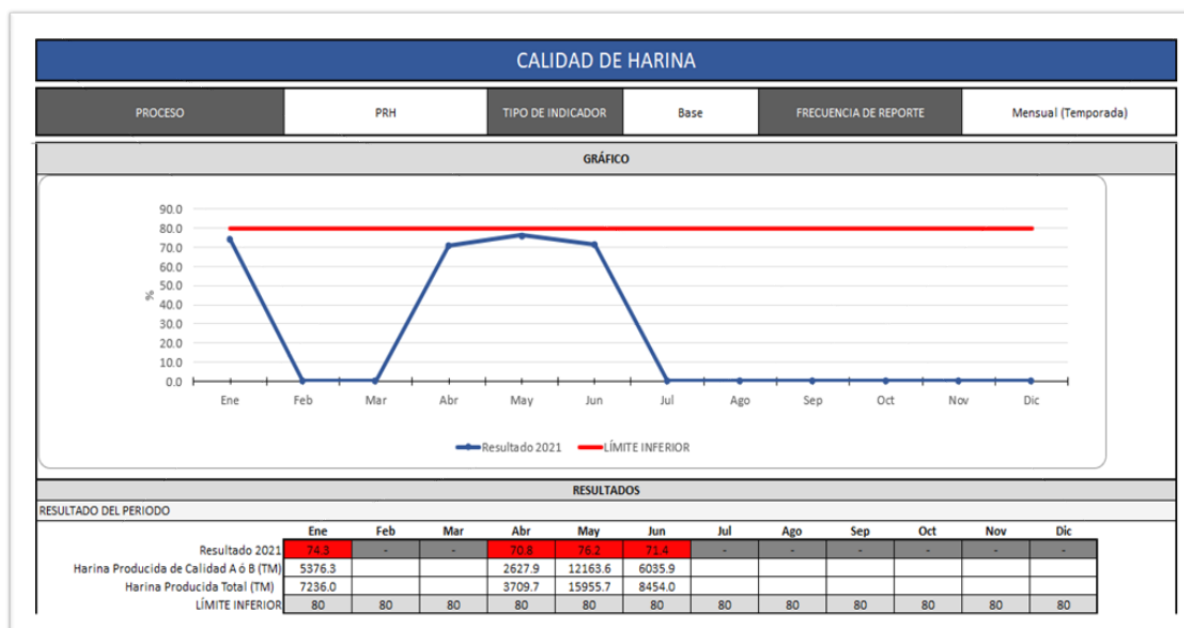 CALIDAD DE HARINA
PROCESO PRH TIPO DE INDICADOR Base FRECUENCIA DE REPORTE Mensual (Temporada)
GRÁFICO
90.0
80.0
70.0
60.0
50.0
40.0
30.0
20.0
10.0
0.0
%
Ene Feb Mar Abr May Jun Jul Ago Sep Oct Nov Dic
Resultado 2021 LÍMITE INFERIOR
RESULTADOS
RESULTADO DEL PERIODO
Ene Feb Mar Abr May Jun Jul Ago Sep Oct Nov Dic
Resultado 2021 74.3 - - 70.8 76.2 71.4 - - - - - -
Harina Producida de Calidad A ó B (TM) 5376.3 2627.9 12163.6 6035.9
Harina Producida Total (TM) 7236.0 3709.7 15955.7 8454.0
LÍMITE INFERIOR 80 80 80 80 80 80 80 80 80 80 80 80